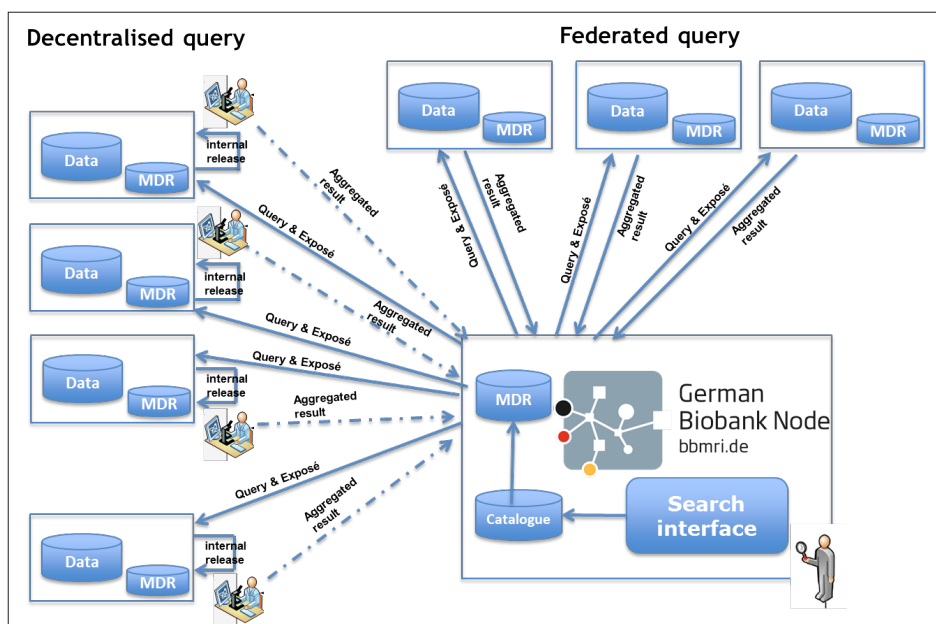 Decentralised query
Federated query
Data
MDR
Data
MDR
Data
MDR
Query & Exposé
Aggregated
result
Query & Exposé
Aggregated
result
Query & Exposé
Aggregated
result
Data
MDR
internal
release
Aggregated
result
Query & Exposé
Data
MDR
internal
release
Aggregated
result
Query & Exposé
Data
MDR
internal
release
Query & Exposé
Aggregated
result
Data
MDR
internal
release
Query & Exposé
Aggregated
result
MDR
German
Biobank Node
bbmri.de
Catalogue
Search
interface